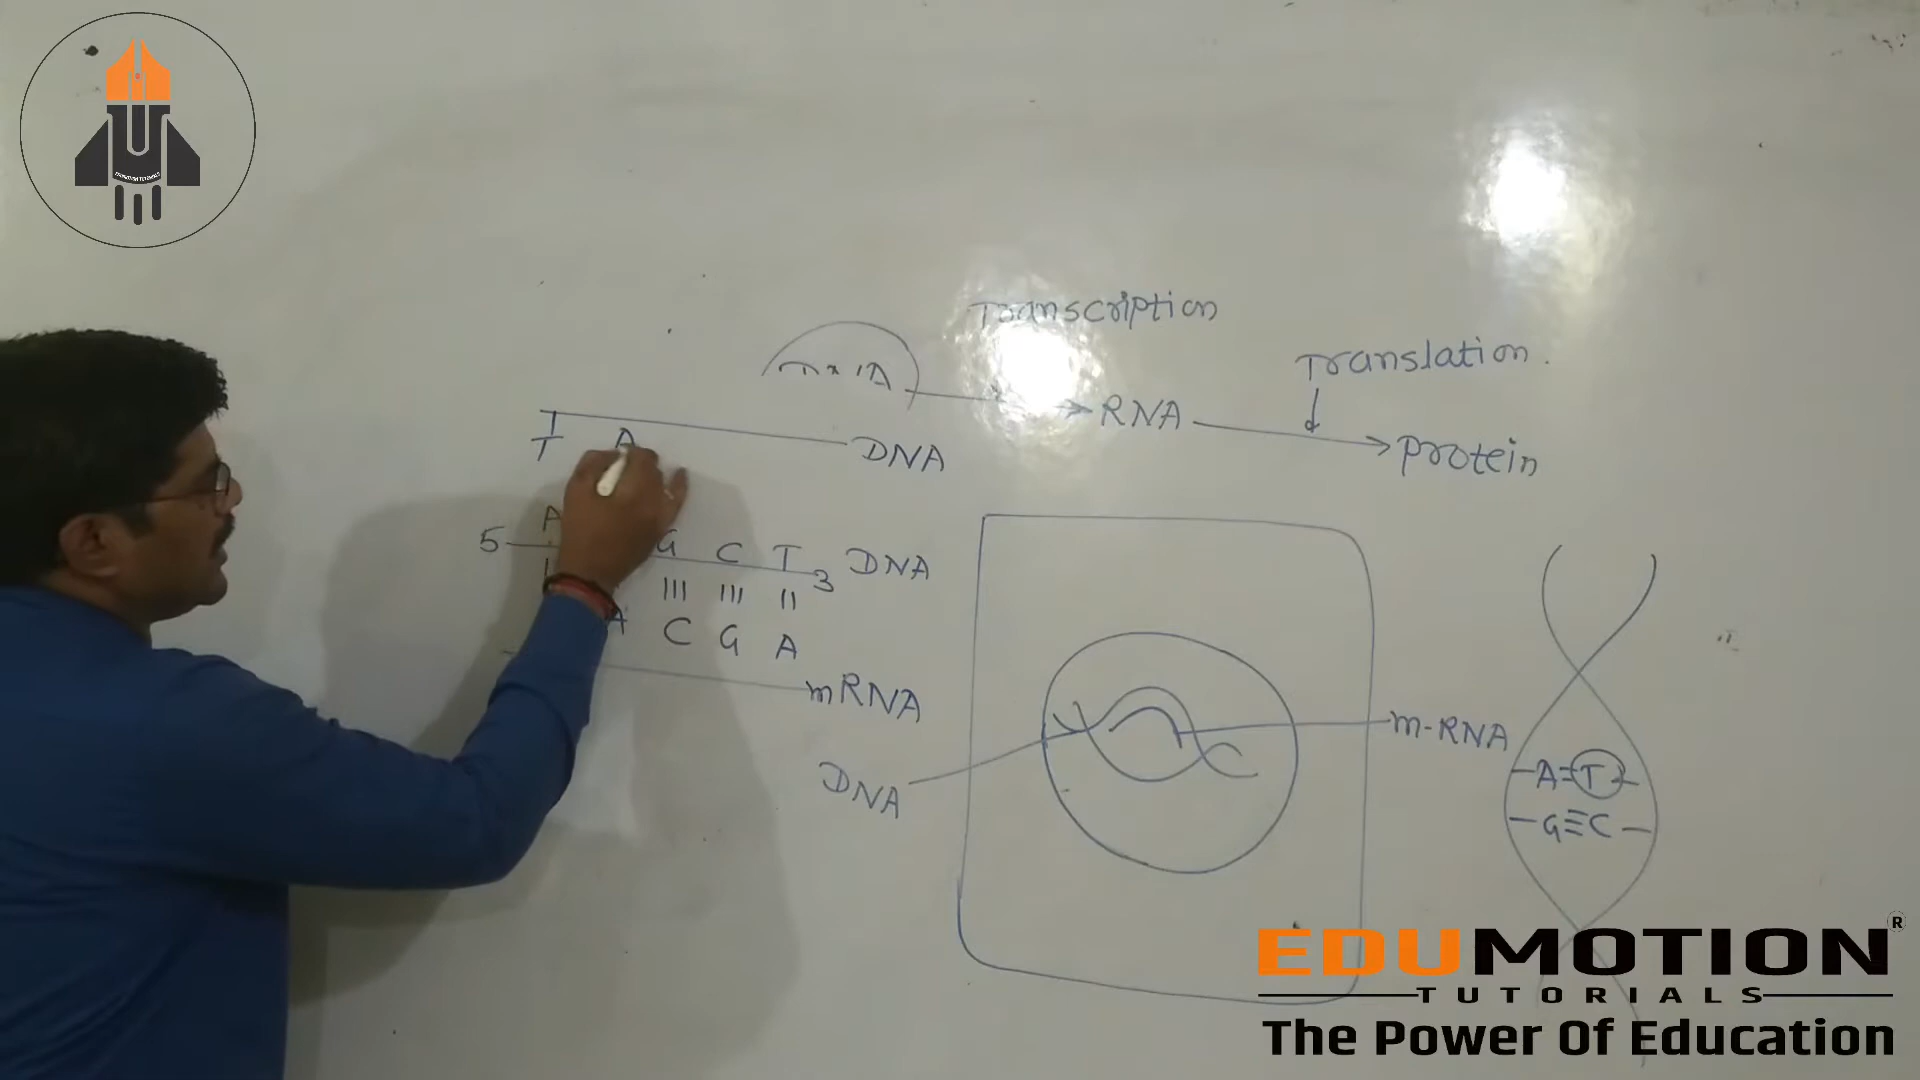 Transcription
Translation.
RNA
Protein
T A DNA
A G C T
5 3 DNA
A C G A
mRNA
DNA
m-RNA
A=T
G≡C
EDUMOTION®
TUTORIALS
The Power Of Education